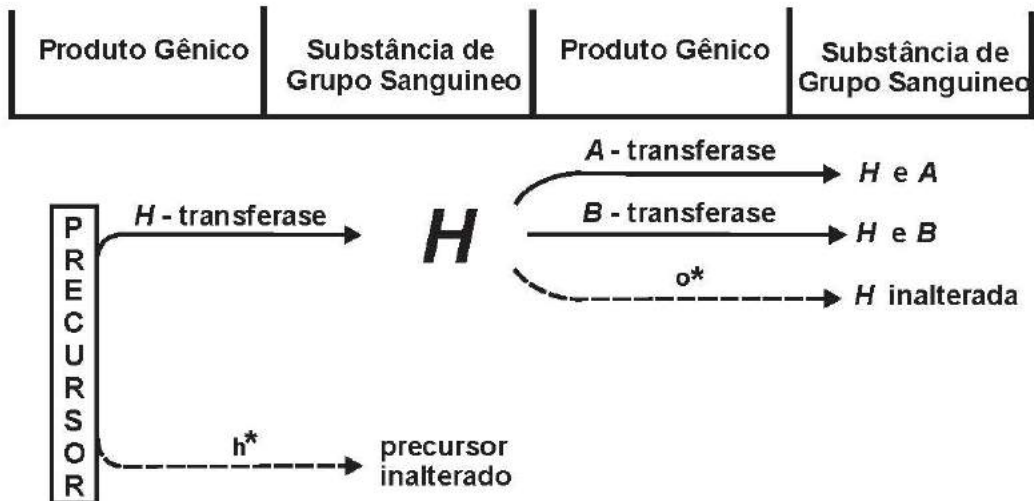 Produto Gênico
Substância de
Grupo Sanguineo
Produto Gênico
Substância de
Grupo Sanguineo
PRECURSOR
H - transferase
H
A - transferase
H e A
B - transferase
H e B
o*
H inalterada
h*
precursor
inalterado